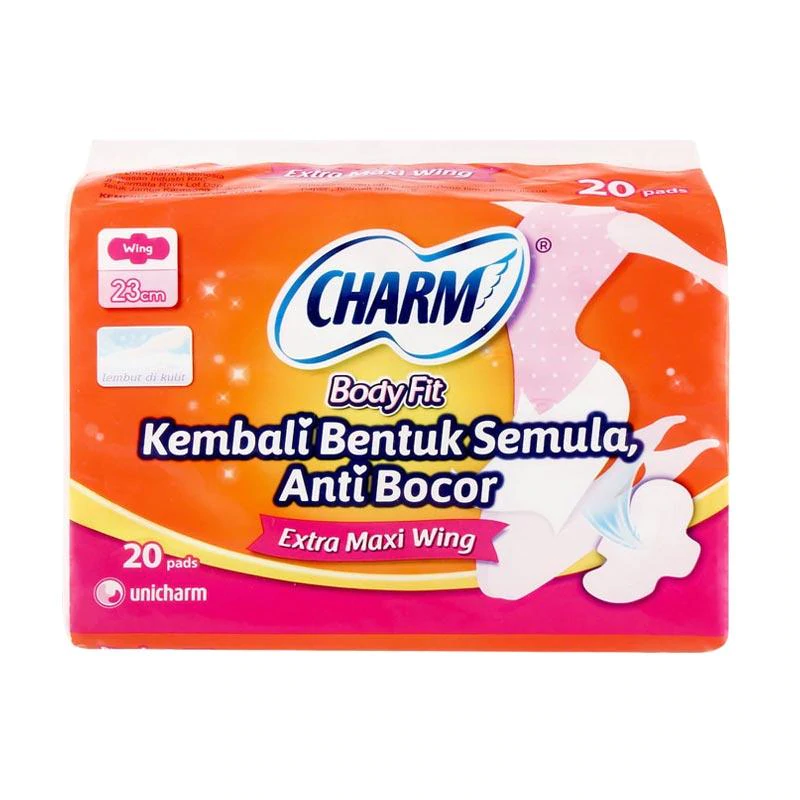 Extra Maxi Wing
20 pads
Wing
23cm
lembut di kulit
CHARM
®
Body Fit
Kembali Bentuk Semula,
Anti Bocor
Extra Maxi Wing
20 pads
unicharm